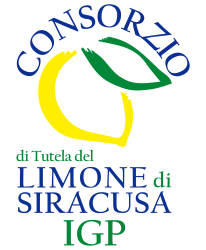 CONSORZIO
di Tutela del
LIMONE di
SIRACUSA
IGP